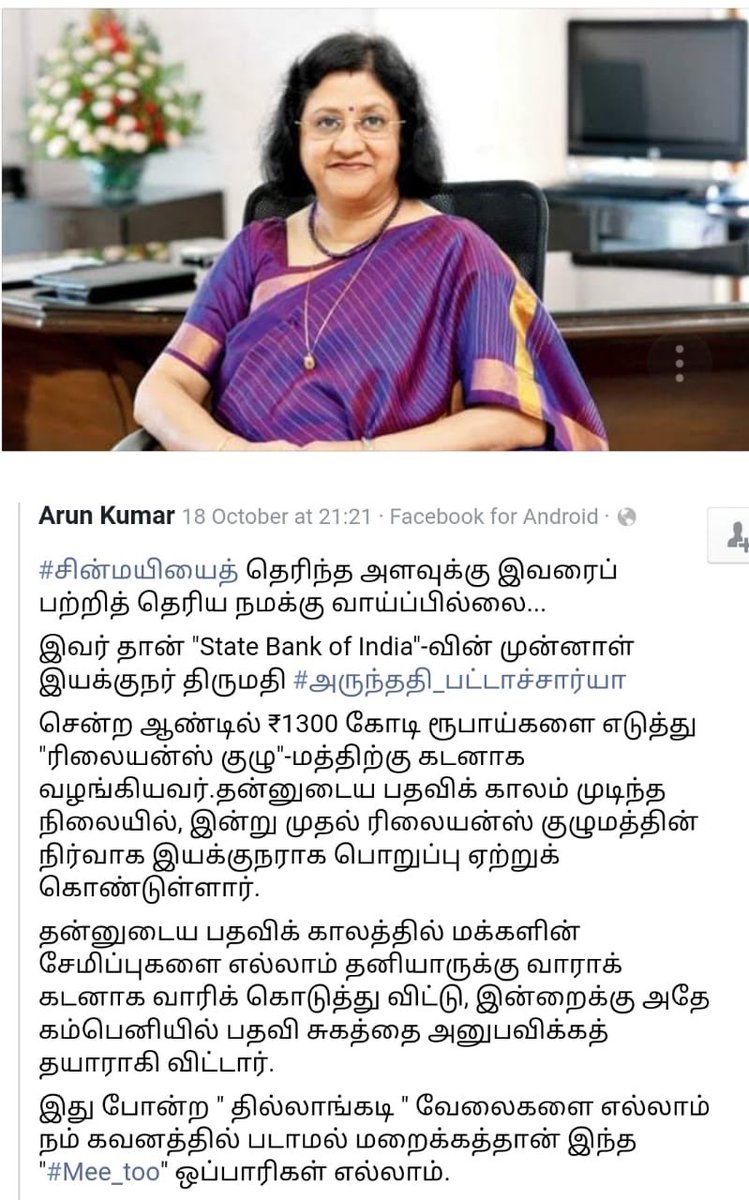 Arun Kumar 18 October at 21:21 · Facebook for Android ·
#சின்மயியைத் தெரிந்த அளவுக்கு இவரைப்
பற்றித் தெரிய நமக்கு வாய்ப்பில்லை...
இவர் தான் "State Bank of India"-வின் முன்னாள்
இயக்குநர் திருமதி #அருந்ததி_பட்டாச்சார்யா
சென்ற ஆண்டில் ₹1300 கோடி ரூபாய்களை எடுத்து
"ரிலையன்ஸ் குழு"-மத்திற்கு கடனாக
வழங்கியவர்.தன்னுடைய பதவிக் காலம் முடிந்த
நிலையில், இன்று முதல் ரிலையன்ஸ் குழுமத்தின்
நிர்வாக இயக்குநராக பொறுப்பு ஏற்றுக்
கொண்டுள்ளார்.
தன்னுடைய பதவிக் காலத்தில் மக்களின்
சேமிப்புகளை எல்லாம் தனியாருக்கு வாராக்
கடனாக வாரிக் கொடுத்து விட்டு, இன்றைக்கு அதே
கம்பெனியில் பதவி சுகத்தை அனுபவிக்கத்
தயாராகி விட்டார்.
இது போன்ற " தில்லாங்கடி " வேலைகளை எல்லாம்
நம் கவனத்தில் படாமல் மறைக்கத்தான் இந்த
"#Mee_too" ஒப்பாரிகள் எல்லாம்.